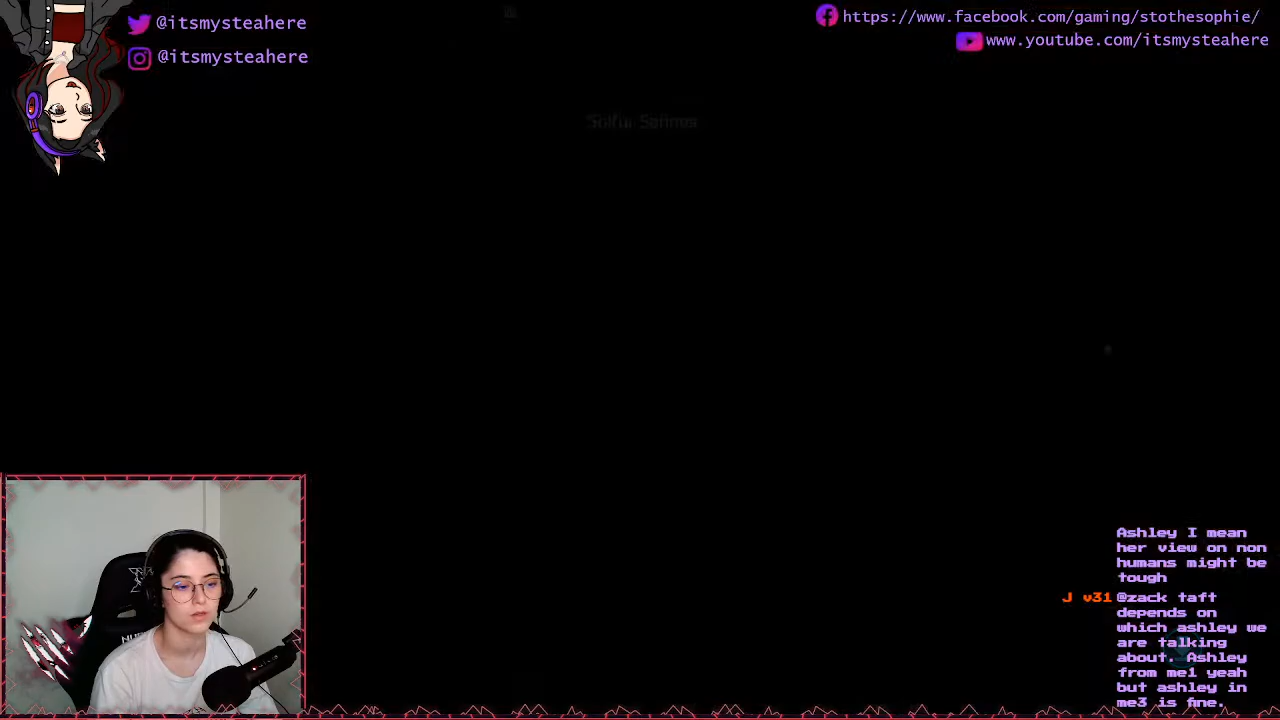 @itsmysteahere
@itsmysteahere
https://www.facebook.com/gaming/stothesophie/
www.youtube.com/itsmysteahere
Ashley I mean
her view on non
humans might be
tough
J v31 @zack taft
depends on
which ashley we
are talking
about. Ashley
from me1 yeah
but ashley in
me3 is fine.